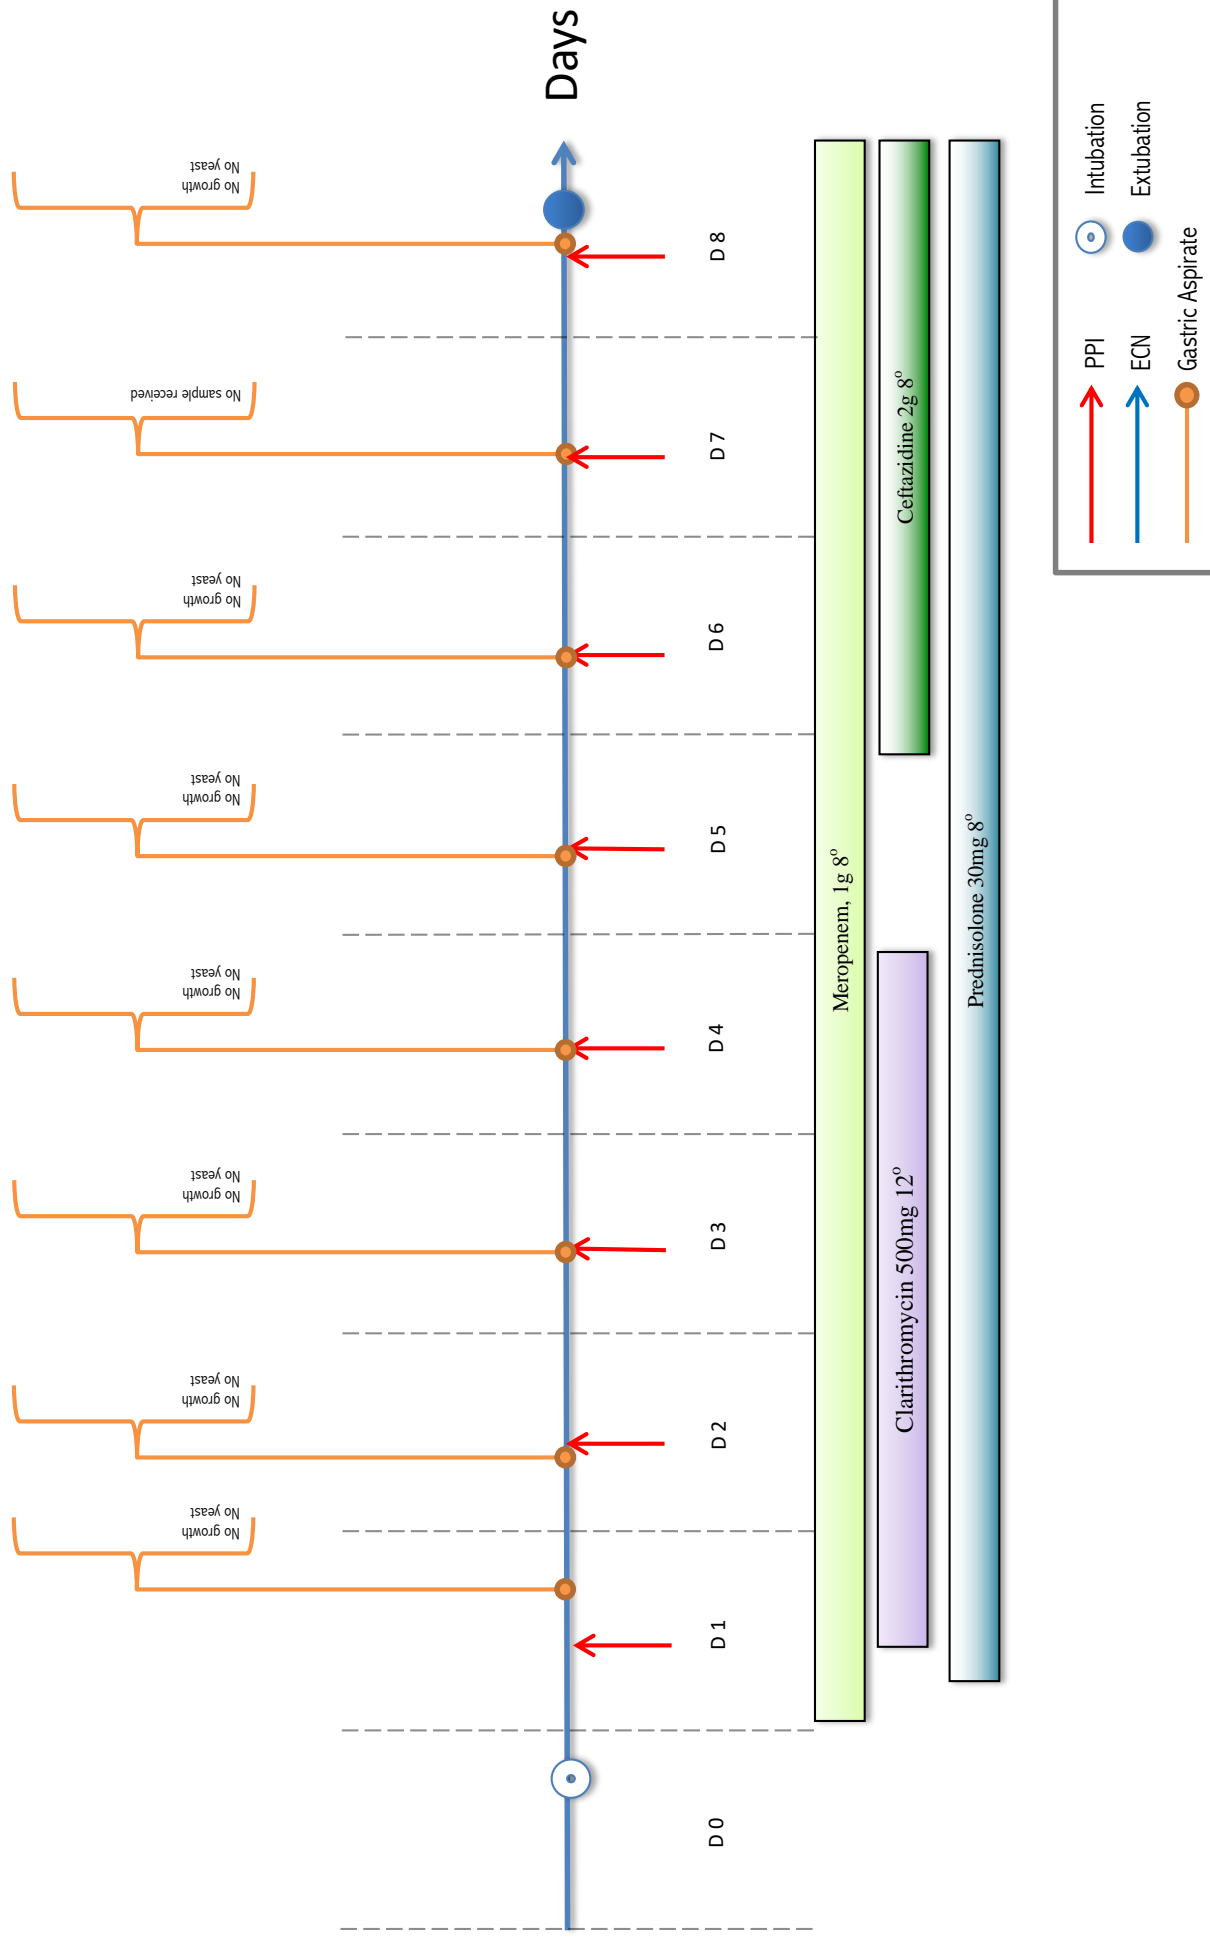 No growth
No yeast
No growth
No yeast
No growth
No yeast
No growth
No yeast
No growth
No yeast
No growth
No yeast
No sample received
No growth
No yeast
Days
D 0
D 1
D 2
D 3
D 4
D 5
D 6
D 7
D 8
Meropenem, 1g 8°
Clarithromycin 500mg 12°
Ceftazidine 2g 8°
Prednisolone 30mg 8°
PPI
Intubation
ECN
Extubation
Gastric Aspirate